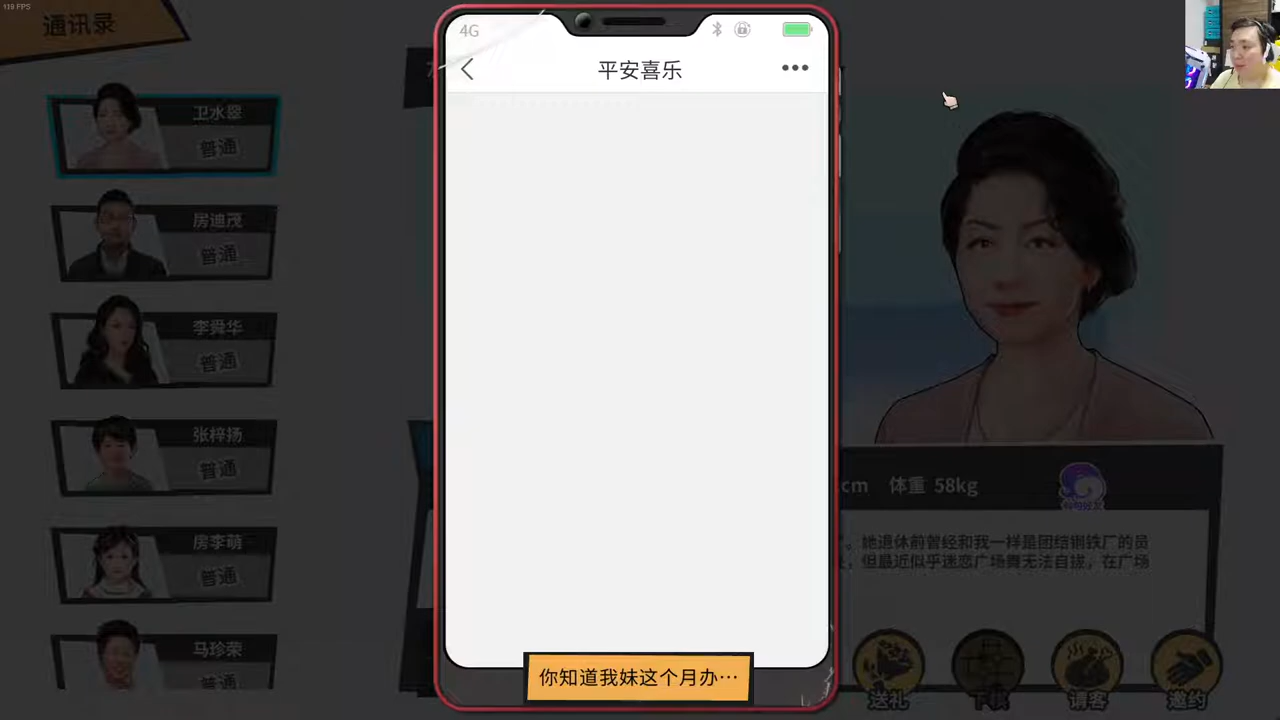 119 FPS
通讯录
4G
平安喜乐
卫水翠
普通
房迪茂
普通
李舜华
普通
张梓扬
普通
房李萌
普通
马珍荣
普通
cm 体重 58kg
。她退休前曾经和我一样是团结钢铁厂的员
，但最近似乎迷恋广场舞无法自拔，在广场
你知道我妹这个月办…
送礼
下棋
请客
邀约